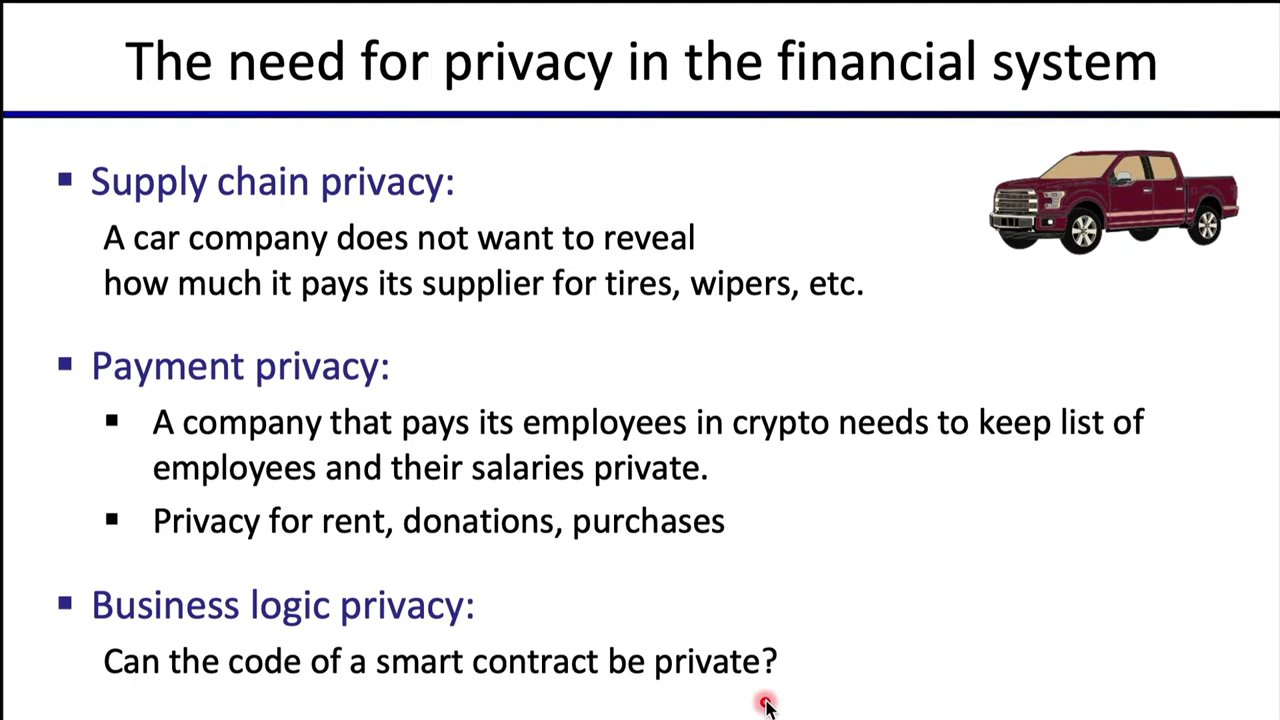 The need for privacy in the financial system
▪ Supply chain privacy:
A car company does not want to reveal
how much it pays its supplier for tires, wipers, etc.
▪ Payment privacy:
▪ A company that pays its employees in crypto needs to keep list of
employees and their salaries private.
▪ Privacy for rent, donations, purchases
▪ Business logic privacy:
Can the code of a smart contract be private?